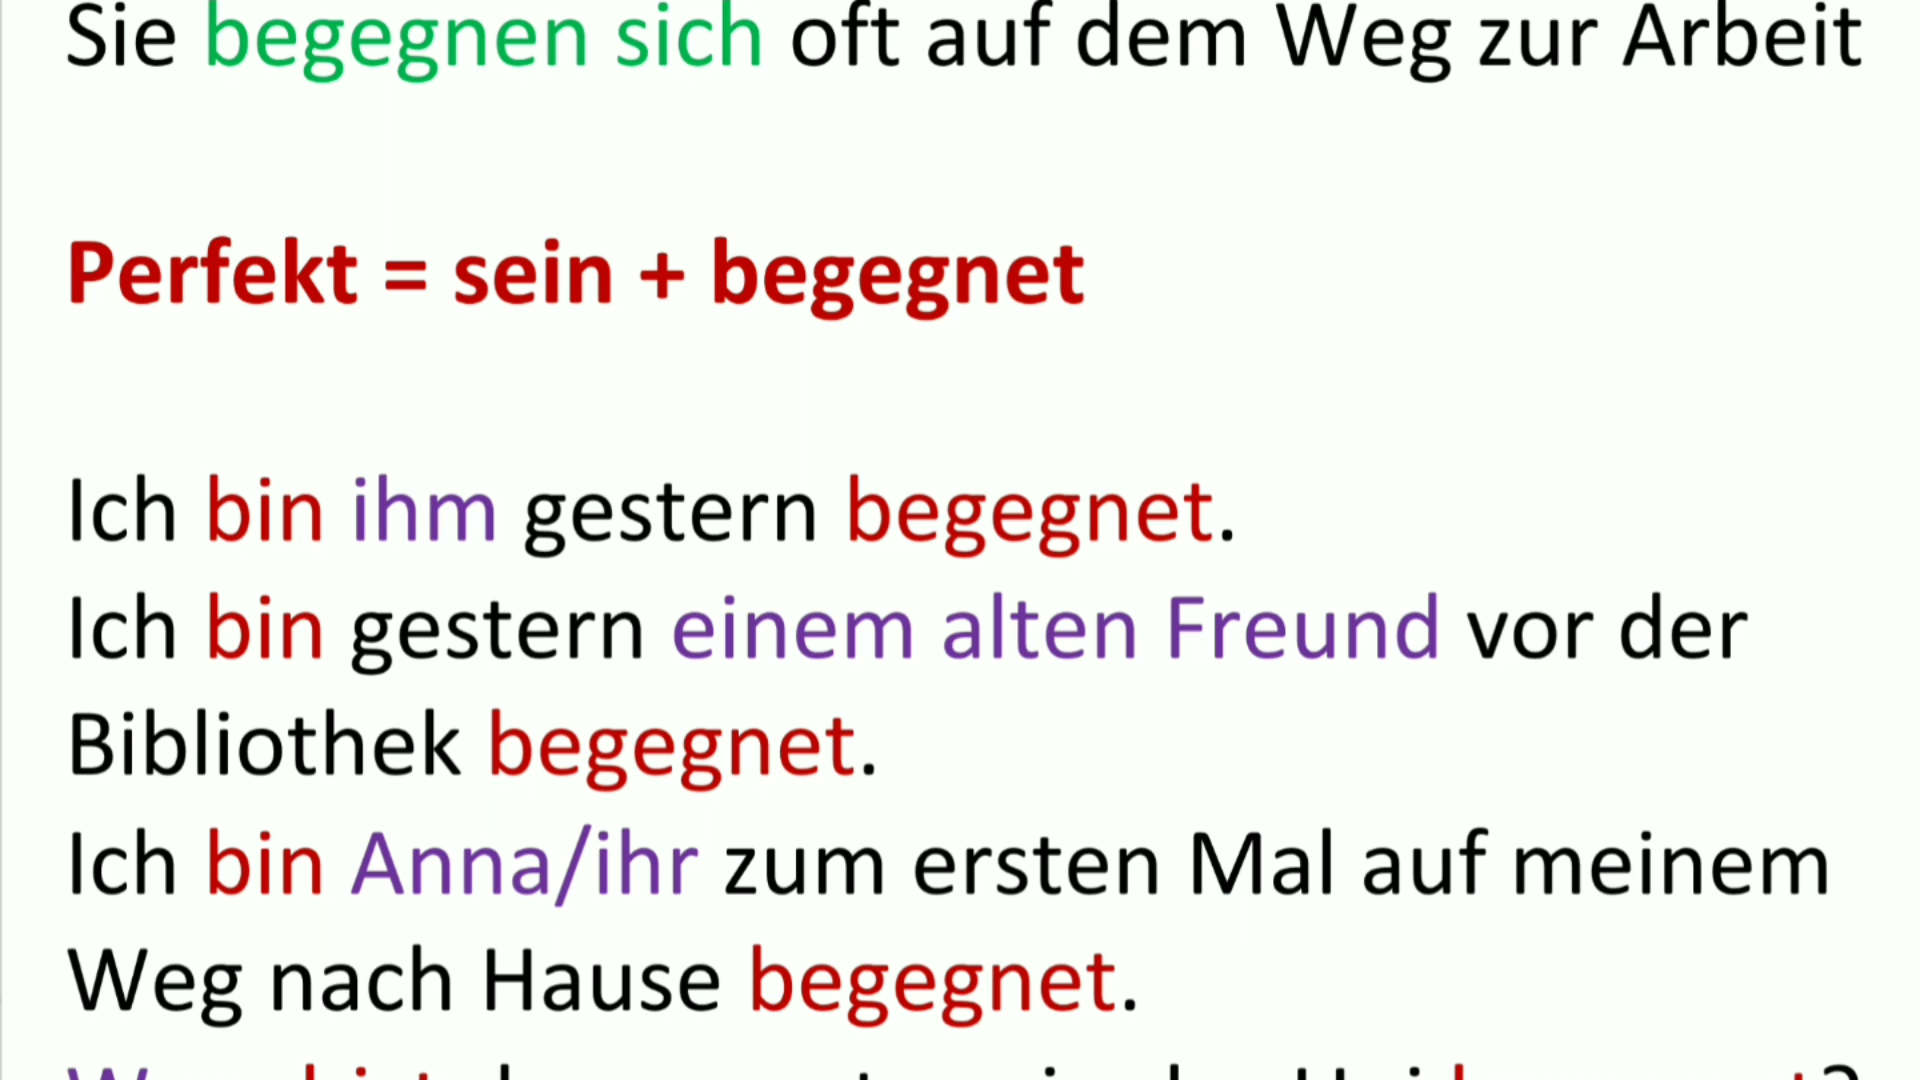 Sie begegnen sich oft auf dem Weg zur Arbeit
Perfekt = sein + begegnet
Ich bin ihm gestern begegnet.
Ich bin gestern einem alten Freund vor der
Bibliothek begegnet.
Ich bin Anna/ihr zum ersten Mal auf meinem
Weg nach Hause begegnet.